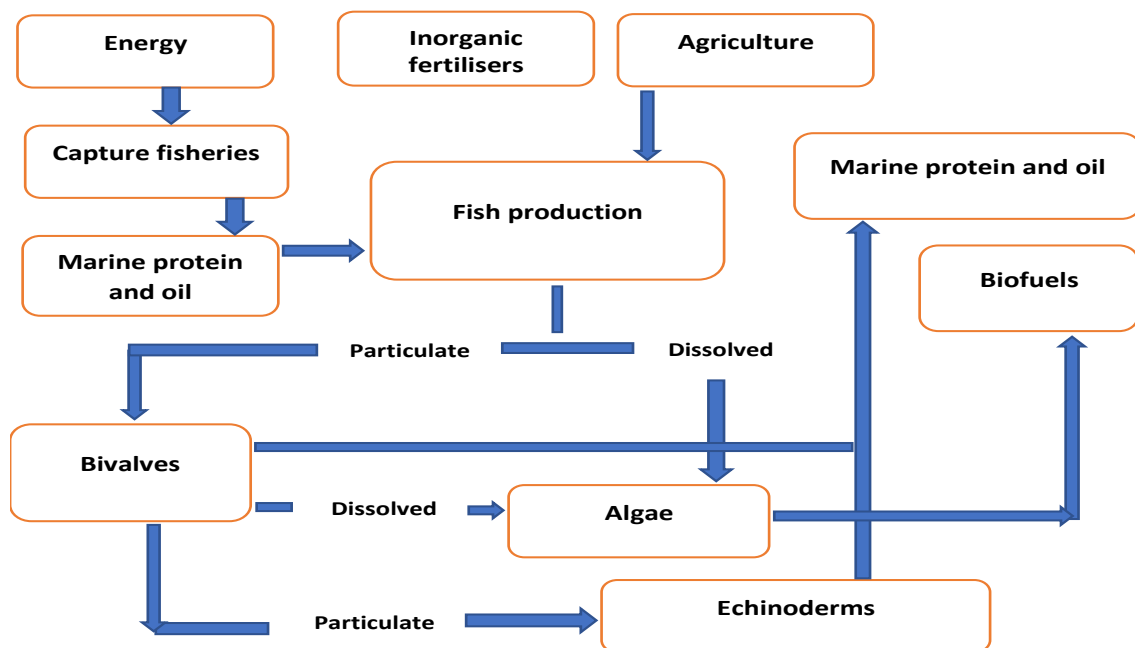 Energy
Inorganic
fertilisers
Agriculture
Capture fisheries
Marine protein and oil
Fish production
Marine protein
and oil
Biofuels
Particulate
Dissolved
Bivalves
Dissolved
Algae
Echinoderms
Particulate